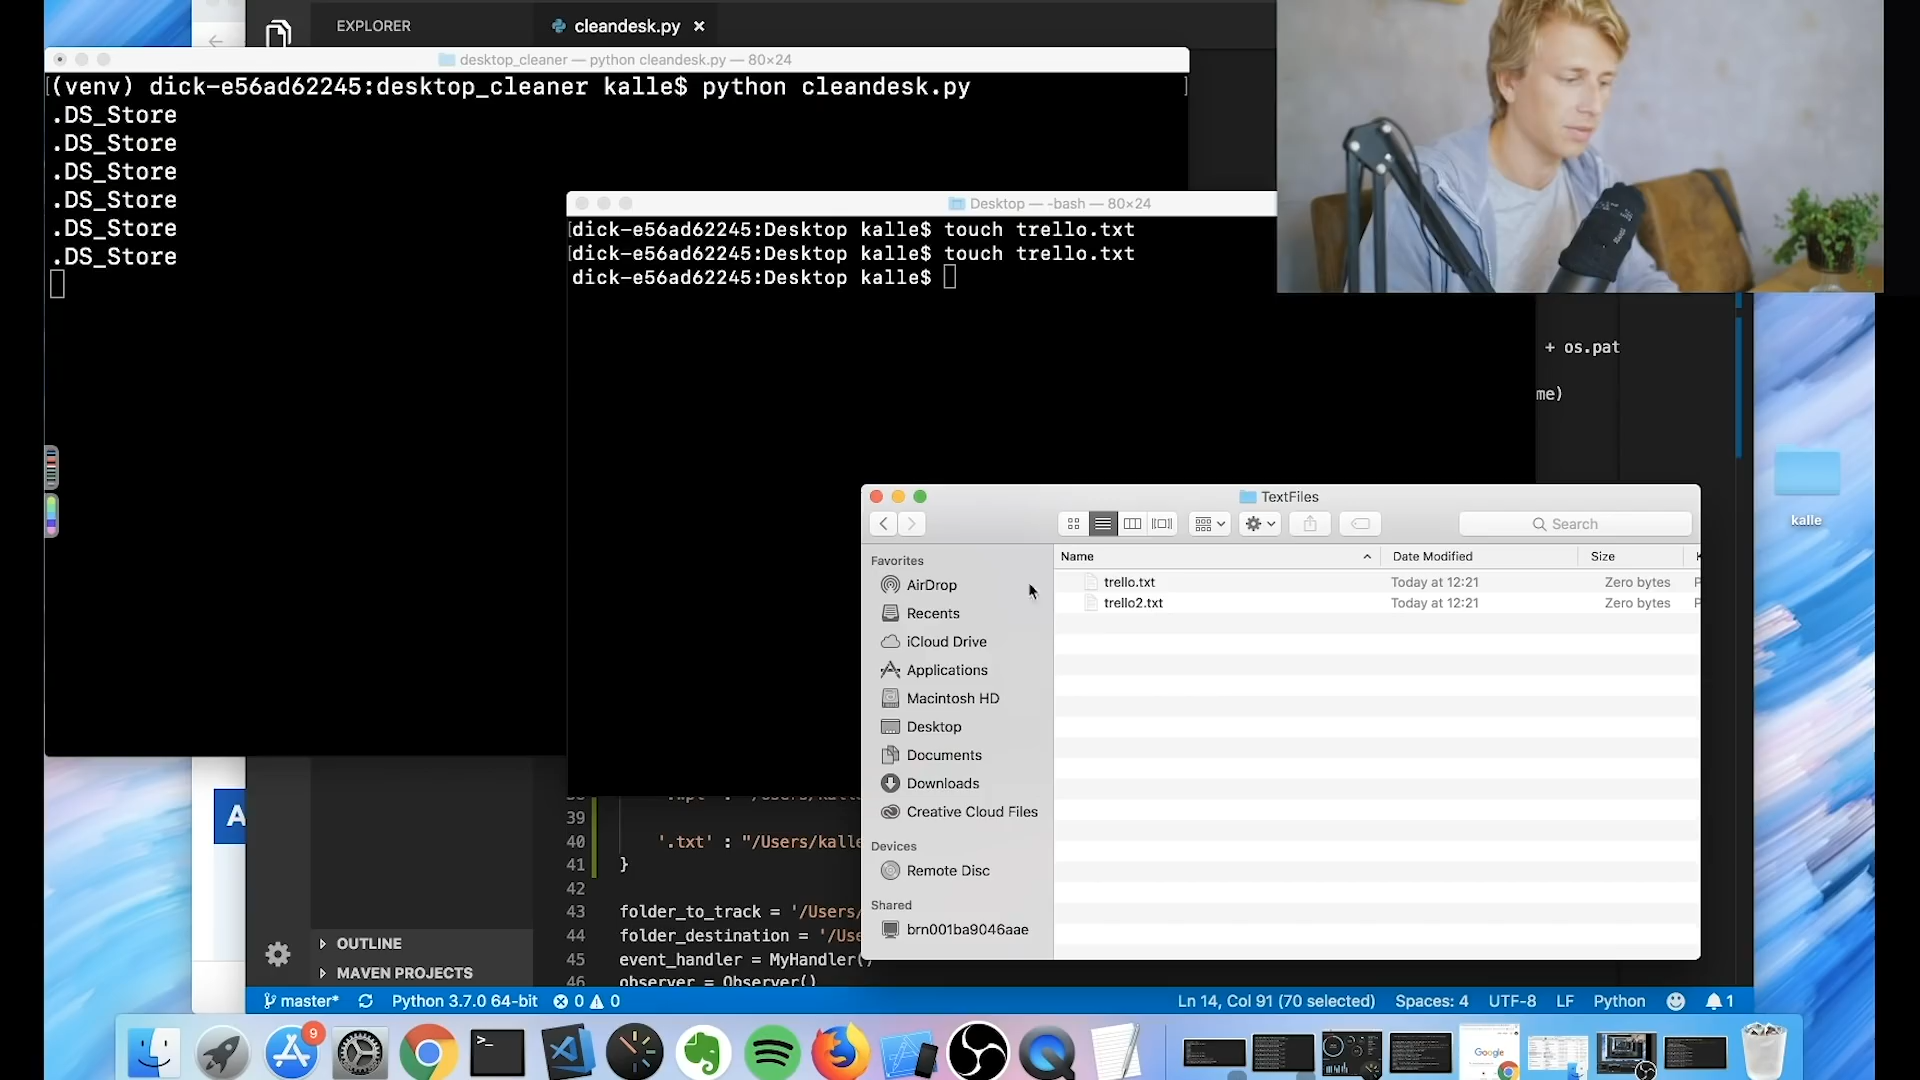 EXPLORER
cleandesk.py ×
desktop_cleaner — python cleandesk.py — 80×24
(venv) dick-e56ad62245:desktop_cleaner kalle$ python cleandesk.py
.DS_Store
.DS_Store
.DS_Store
.DS_Store
.DS_Store
.DS_Store
Desktop — -bash — 80×24
dick-e56ad62245:Desktop kalle$ touch trello.txt
dick-e56ad62245:Desktop kalle$ touch trello.txt
dick-e56ad62245:Desktop kalle$
+ os.pat
me)
kalle
TextFiles
Search
Favorites
AirDrop
Recents
iCloud Drive
Applications
Macintosh HD
Desktop
Documents
Downloads
Creative Cloud Files
Devices
Remote Disc
Shared
brn001ba9046aae
Name Date Modified Size
trello.txt Today at 12:21 Zero bytes P
trello2.txt Today at 12:21 Zero bytes P
A
39
40 '.txt' : "/Users/kalle
41 }
42
43 folder_to_track = '/Users/
44 folder_destination = '/Use
45 event_handler = MyHandler()
46 observer = Observer()
OUTLINE
MAVEN PROJECTS
master* Python 3.7.0 64-bit 0 0 Ln 14, Col 91 (70 selected) Spaces: 4 UTF-8 LF Python 1
9
Google